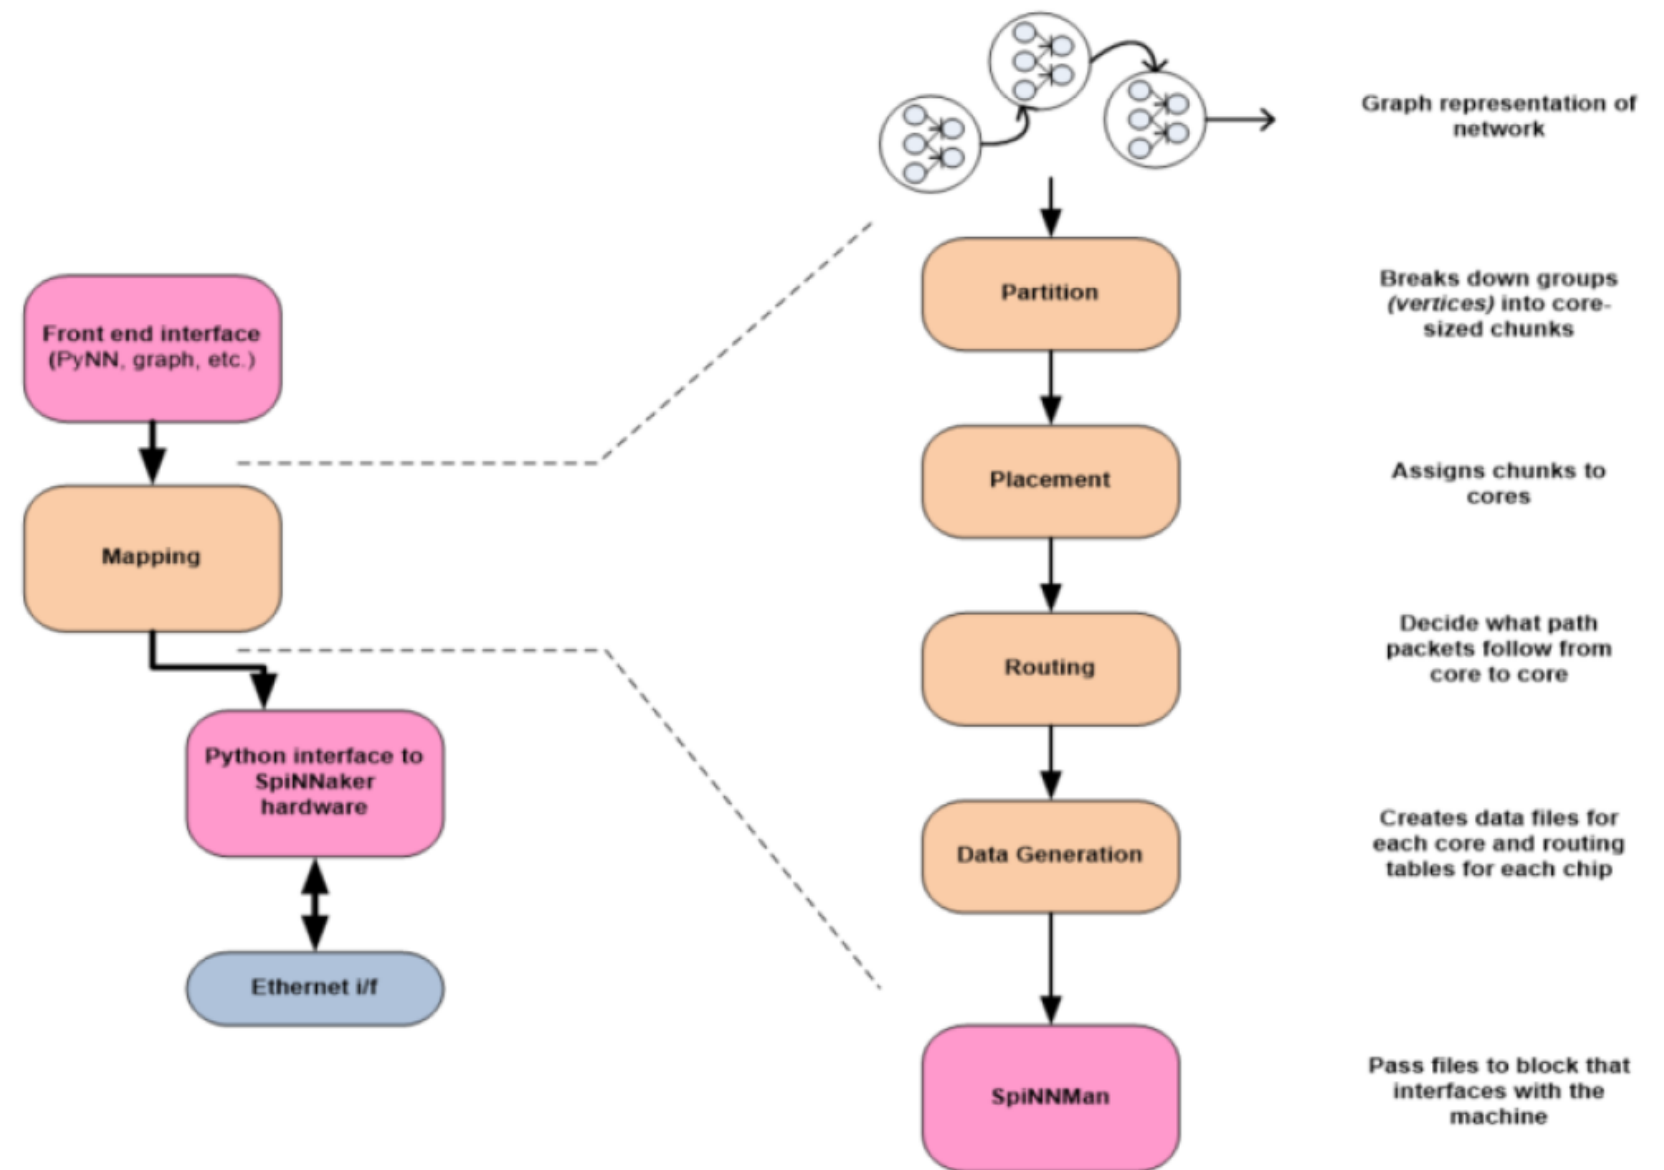 Graph representation of
network
Front end interface
(PyNN, graph, etc.)
Mapping
Python interface to
SpiNNaker
hardware
Ethernet i/f
Partition
Breaks down groups
(vertices) into core-
sized chunks
Placement
Assigns chunks to
cores
Routing
Decide what path
packets follow from
core to core
Data Generation
Creates data files for
each core and routing
tables for each chip
SpiNNMan
Pass files to block that
interfaces with the
machine